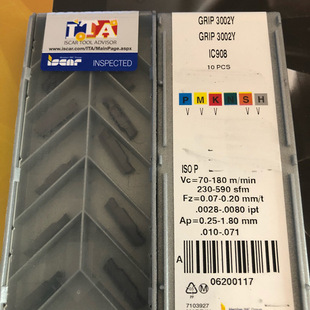 ITA
ISCAR TOOL ADVISOR
www.iscar.com/ITA/MainPage.aspx
iscar INSPECTED
GRIP 3002Y
GRIP 3002Y
IC908
10 PCS
P M K N S H
ISO P
Vc=70-180 m/min
230-590 sfm
Fz=0.07-0.20 mm/t
.0028-.0080 ipt
Ap=0.25-1.80 mm
.010-.071
A
06200117
7103927